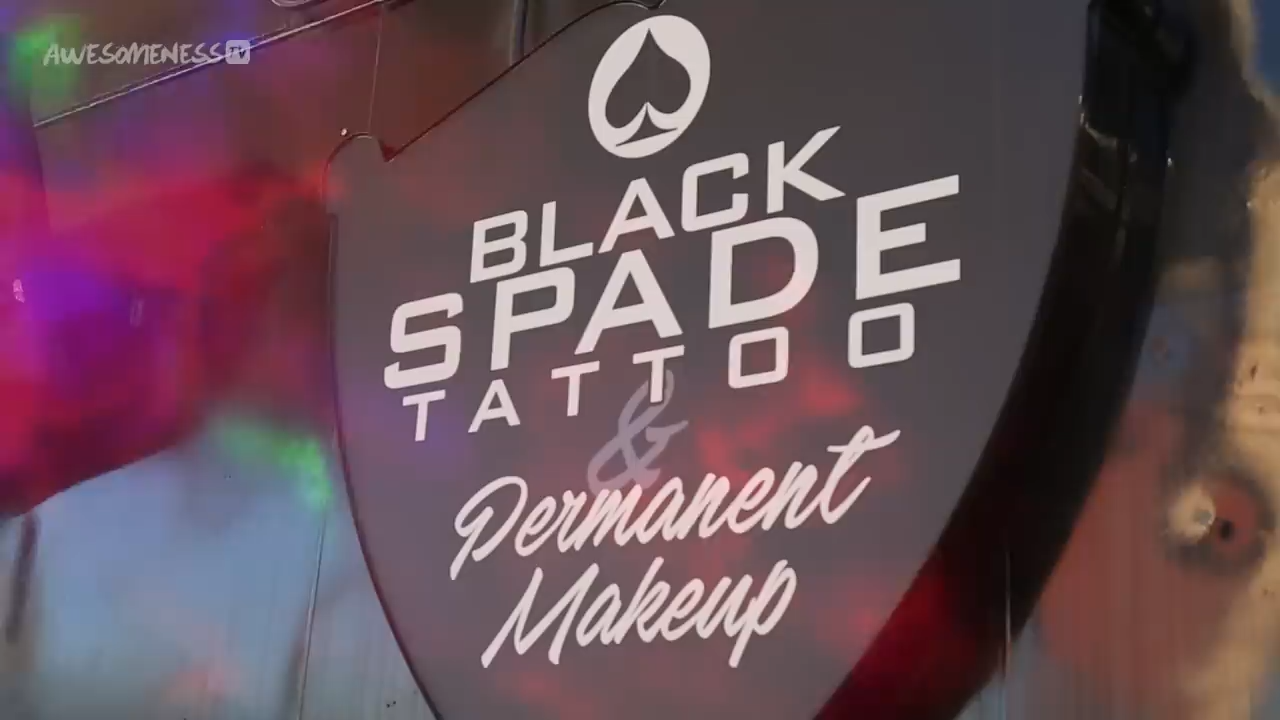 AWESOMENESS TV
BLACK
SPADE
TATTOO
&
Permanent
Makeup